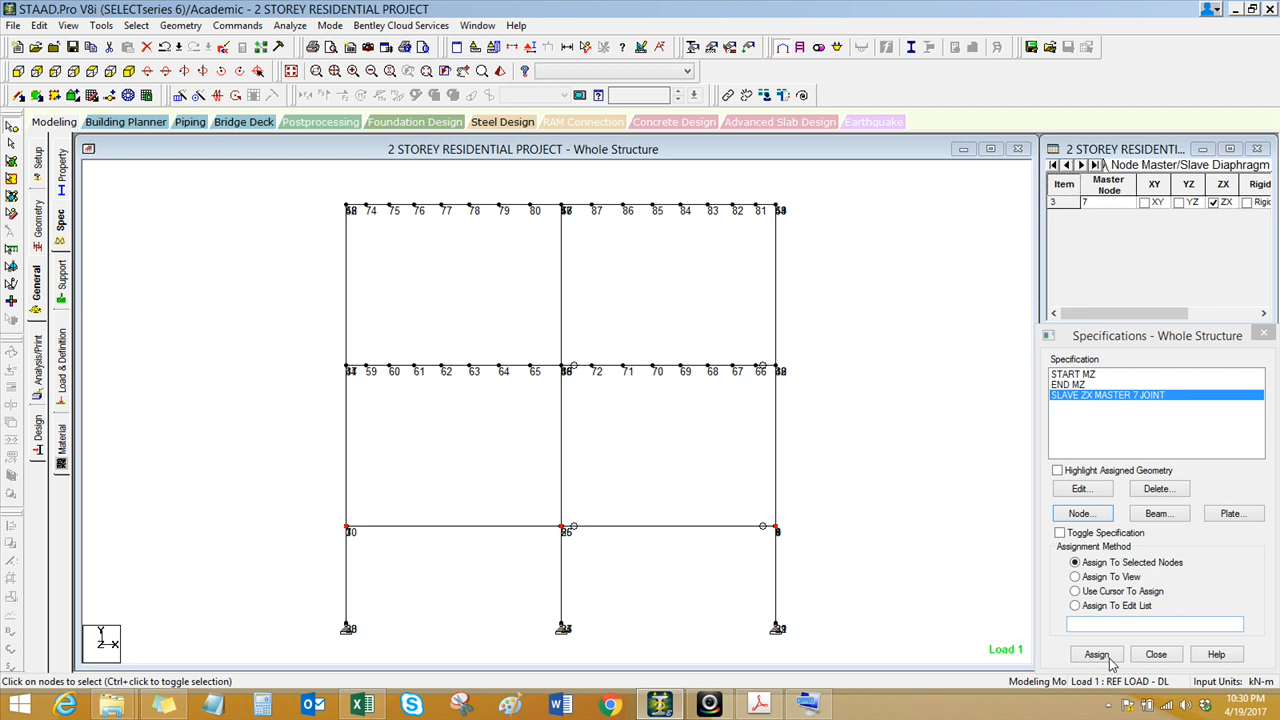 STAAD.Pro V8i (SELECTseries 6)/Academic - 2 STOREY RESIDENTIAL PROJECT
File Edit View Tools Select Geometry Commands Analyze Mode Bentley Cloud Services Window Help
Modeling Building Planner Piping Bridge Deck Postprocessing Foundation Design Steel Design RAM Connection Concrete Design Advanced Slab Design Earthquake
2 STOREY RESIDENTIAL PROJECT - Whole Structure
2 STOREY RESIDENTI...
Node Master/Slave Diaphragm
Item Master Node XY YZ ZX Rigid
3 7 XY YZ ZX Rigid
Setup
Geometry
General
Analysis/Print
Design
Property
Spec
Support
Load & Definition
Material
74 75 76 77 78 79 80 87 86 85 84 83 82 81
59 60 61 62 63 64 65 72 71 70 69 68 67 66
Y
Z X
Load 1
Specifications - Whole Structure
Specification
START MZ
END MZ
SLAVE ZX MASTER 7 JOINT
Highlight Assigned Geometry
Edit... Delete...
Node... Beam... Plate...
Toggle Specification
Assignment Method
Assign To Selected Nodes
Assign To View
Use Cursor To Assign
Assign To Edit List
Assign Close Help
Click on nodes to select (Ctrl+click to toggle selection)
Modeling Mo Load 1 : REF LOAD - DL Input Units: kN-m
10:30 PM
4/19/2017